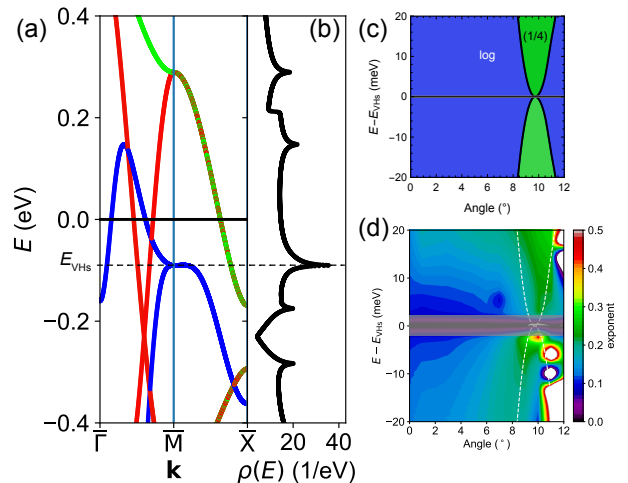 (a)
(b)
0.4
0.2
0.0
E_VHs
−0.2
−0.4
E (eV)
Γ̅
M̅
X̅
k
0
20
40
ρ(E) (1/eV)
(c)
20
10
0
−10
−20
E−E_VHs (meV)
log
(1/4)
0 2 4 6 8 10 12
Angle (°)
(d)
20
10
0
−10
−20
E − E_VHs (meV)
0 2 4 6 8 10 12
Angle (°)
0.5
0.4
0.3
0.2
0.1
0.0
exponent